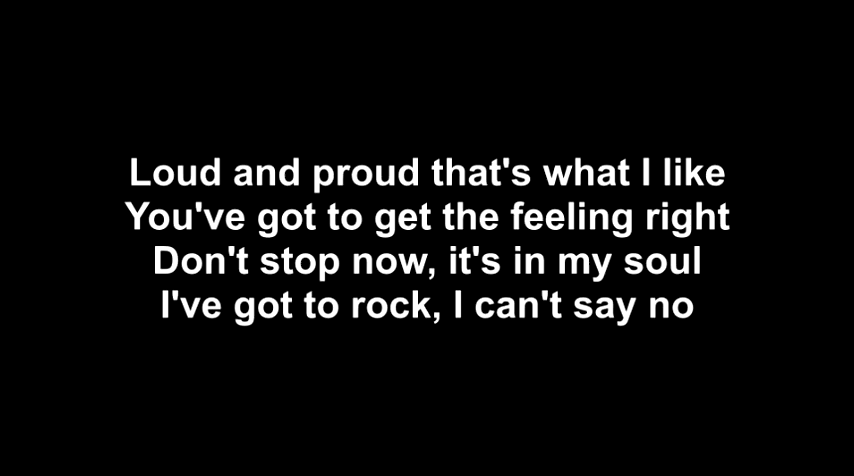 Loud and proud that's what I like
You've got to get the feeling right
Don't stop now, it's in my soul
I've got to rock, I can't say no